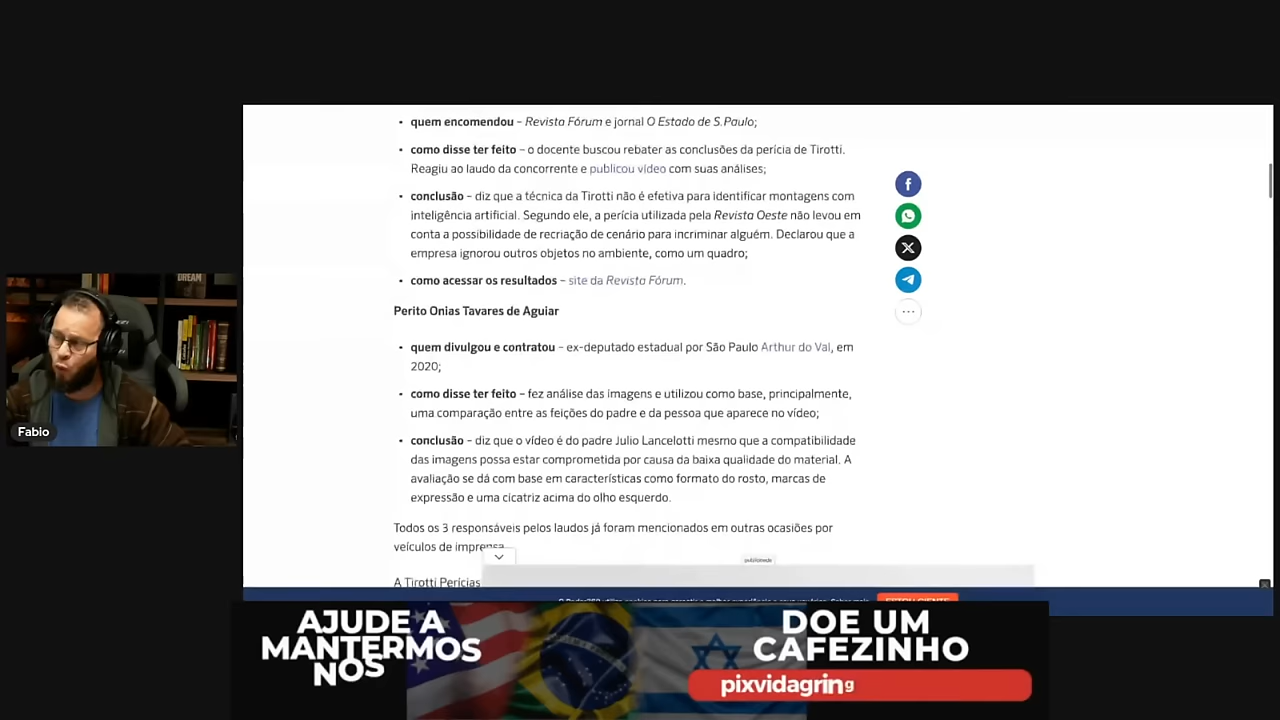 • quem encomendou – Revista Fórum e jornal O Estado de S.Paulo;
• como disse ter feito – o docente buscou rebater as conclusões da perícia de Tirotti.
Reagiu ao laudo da concorrente e publicou vídeo com suas análises;
• conclusão – diz que a técnica da Tirotti não é efetiva para identificar montagens com
inteligência artificial. Segundo ele, a perícia utilizada pela Revista Oeste não levou em
conta a possibilidade de recriação de cenário para incriminar alguém. Declarou que a
empresa ignorou outros objetos no ambiente, como um quadro;
• como acessar os resultados – site da Revista Fórum.
Perito Onias Tavares de Aguiar
• quem divulgou e contratou – ex-deputado estadual por São Paulo Arthur do Val, em
2020;
• como disse ter feito – fez análise das imagens e utilizou como base, principalmente,
uma comparação entre as feições do padre e da pessoa que aparece no vídeo;
• conclusão – diz que o vídeo é do padre Julio Lancelotti mesmo que a compatibilidade
das imagens possa estar comprometida por causa da baixa qualidade do material. A
avaliação se dá com base em características como formato do rosto, marcas de
expressão e uma cicatriz acima do olho esquerdo.
Todos os 3 responsáveis pelos laudos já foram mencionados em outras ocasiões por
veículos de imprensa
A Tirotti Perícias
DREAM
Fabio
AJUDE A
MANTERMOS
NOS
DOE UM
CAFEZINHO
pixvidagring